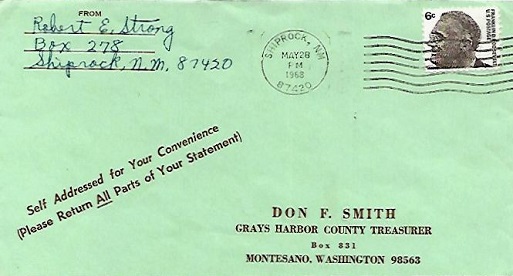 FROM
Robert E. Strong
Box 278
Shiprock, N.M. 87420
SHIPROCK, NM
MAY 28
PM
1968
87420
6c
FRANKLIN D. ROOSEVELT
U.S. POSTAGE
Self Addressed for Your Convenience
(Please Return All Parts of Your Statement)
DON F. SMITH
GRAYS HARBOR COUNTY TREASURER
Box 831
MONTESANO, WASHINGTON 98563